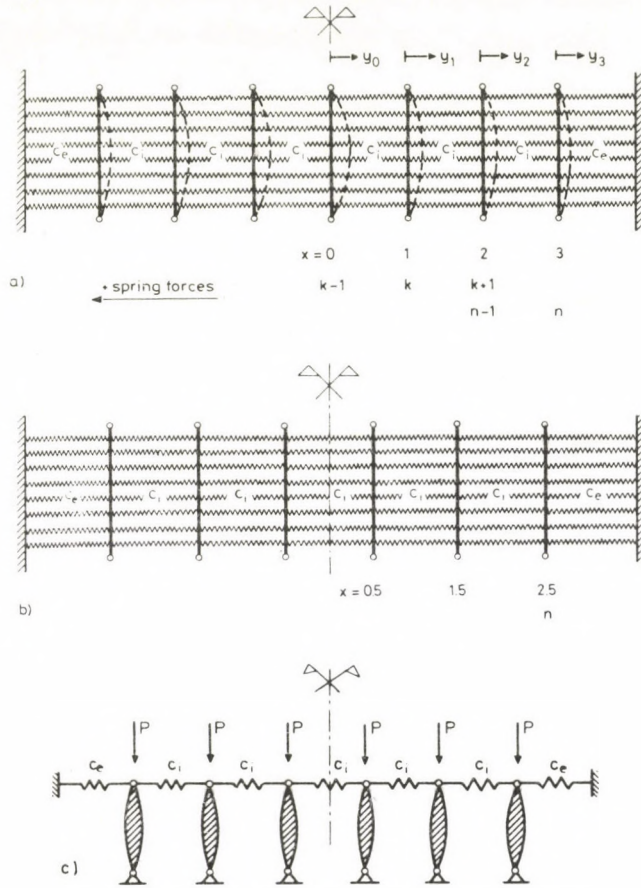 y₀ y₁ y₂ y₃
cₑ cᵢ cᵢ cᵢ cᵢ cᵢ cᵢ cₑ
x = 0 1 2 3
a) + spring forces k-1 k k+1
n-1 n
cₑ cᵢ cᵢ cᵢ cᵢ cᵢ cₑ
x = 0.5 1.5 2.5
b) n
P P P P P P
cₑ cᵢ cᵢ cᵢ cᵢ cᵢ cₑ
c)